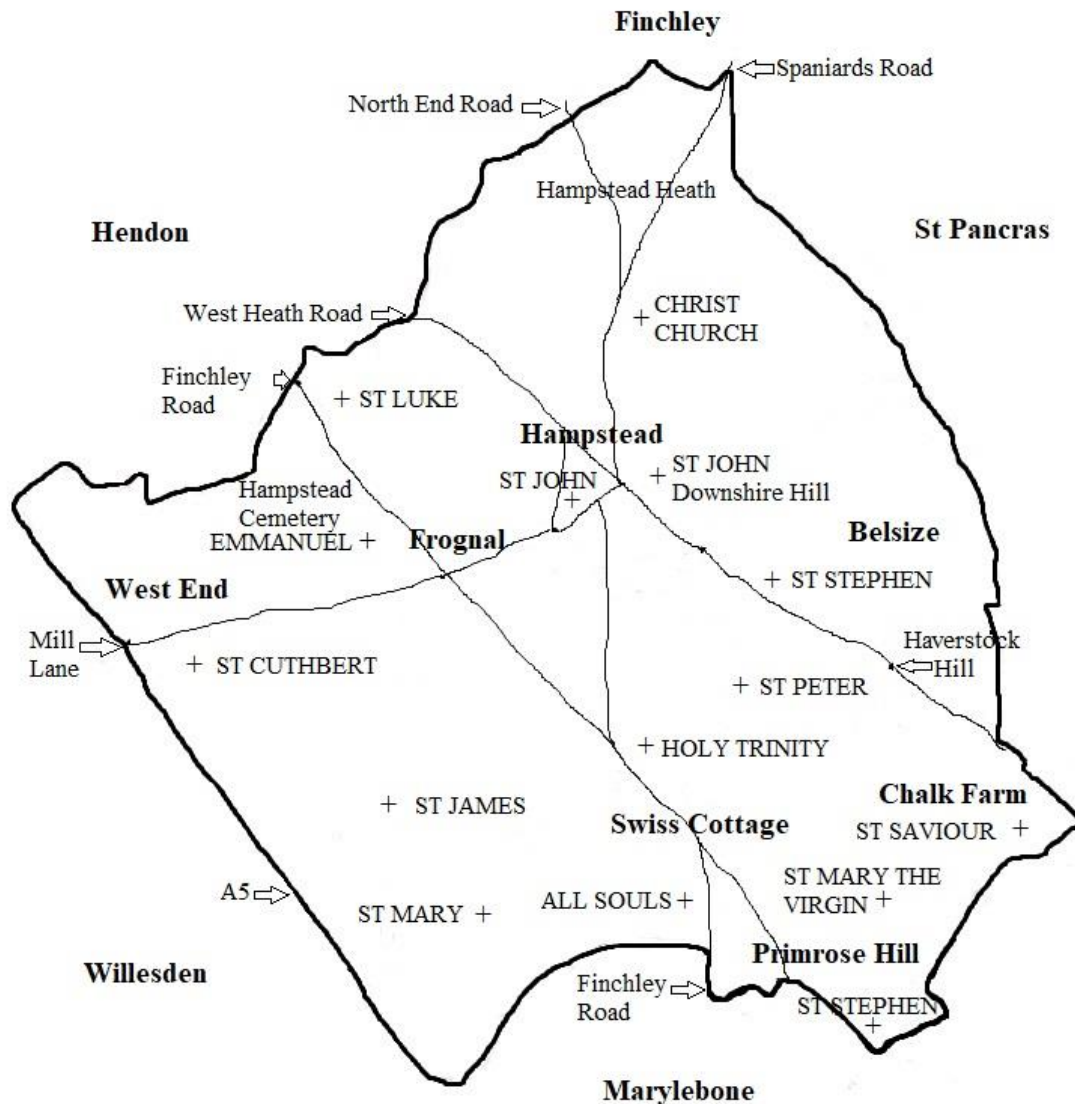 Finchley
Spaniards Road
North End Road
Hampstead Heath
Hendon
St Pancras
West Heath Road
CHRIST
CHURCH
Finchley
Road
ST LUKE
Hampstead
ST JOHN
ST JOHN
Downshire Hill
Hampstead
Cemetery
EMMANUEL
Frognal
Belsize
West End
ST STEPHEN
Mill
Lane
ST CUTHBERT
Haverstock
Hill
ST PETER
HOLY TRINITY
Chalk Farm
ST JAMES
Swiss Cottage
ST SAVIOUR
A5
ST MARY
ALL SOULS
ST MARY THE
VIRGIN
Primrose Hill
Willesden
Finchley
Road
ST STEPHEN
Marylebone